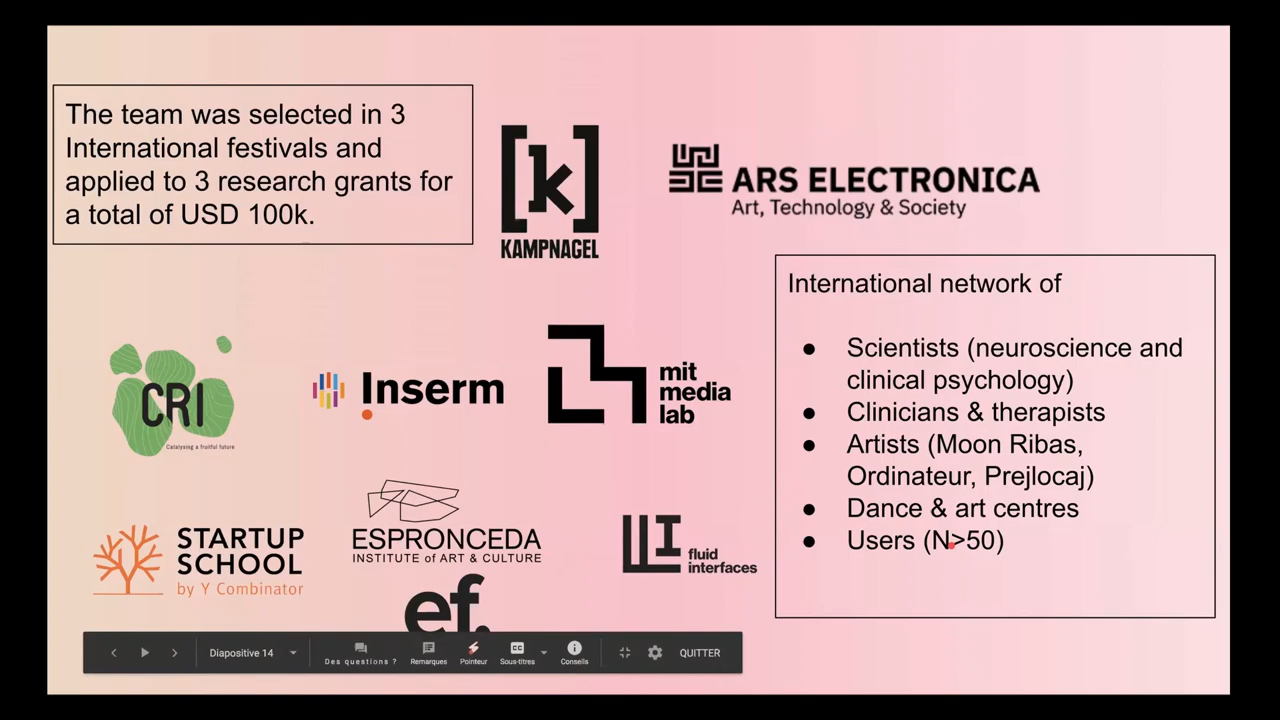 The team was selected in 3
International festivals and
applied to 3 research grants for
a total of USD 100k.
[k]
KAMPNAGEL
ARS ELECTRONICA
Art, Technology & Society
International network of
● Scientists (neuroscience and
clinical psychology)
● Clinicians & therapists
● Artists (Moon Ribas,
Ordinateur, Prejlocaj)
● Dance & art centres
● Users (N>50)
CRI
Catalysing a fruitful future
Inserm
mit
media
lab
STARTUP
SCHOOL
by Y Combinator
ESPRONCEDA
INSTITUTE of ART & CULTURE
fluid
interfaces
ef.
Diapositive 14
Des questions ?
Remarques
Pointeur
CC
Sous-titres
Conseils
QUITTER